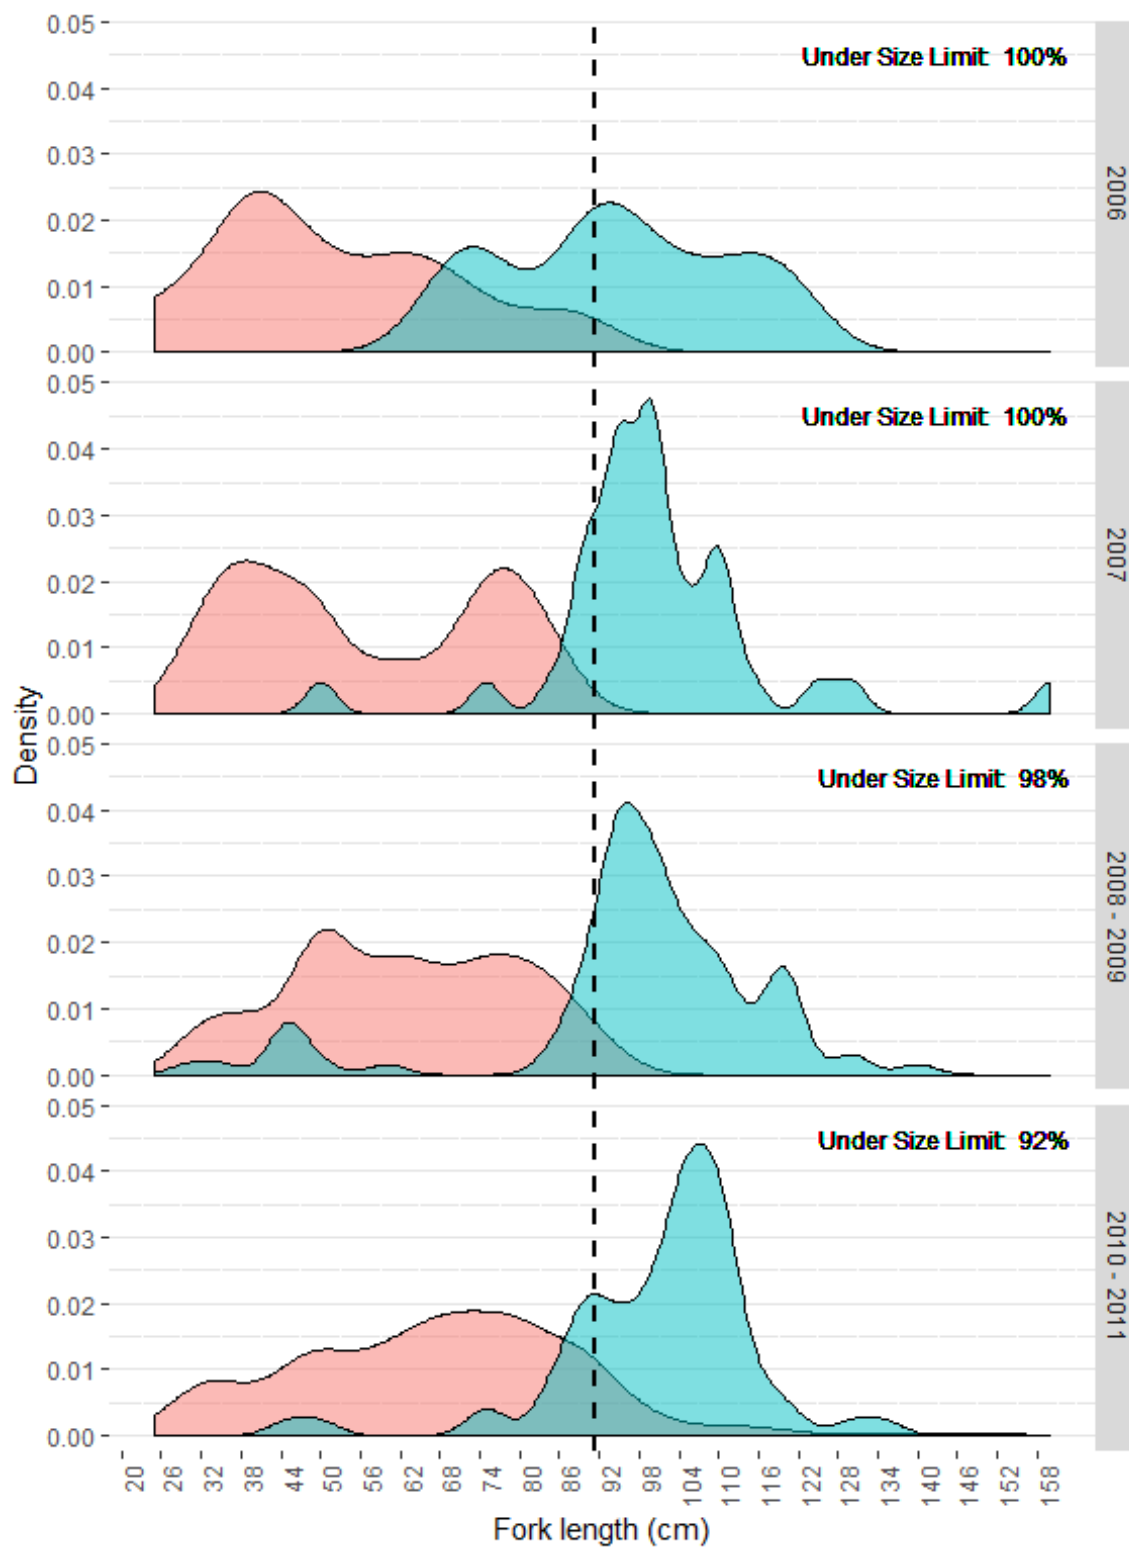 Density
0.05
0.04
0.03
0.02
0.01
0.00
Under Size Limit 100%
2006
0.05
0.04
0.03
0.02
0.01
0.00
Under Size Limit 100%
2007
0.05
0.04
0.03
0.02
0.01
0.00
Under Size Limit 98%
2008 - 2009
0.05
0.04
0.03
0.02
0.01
0.00
Under Size Limit 92%
2010 - 2011
20 26 32 38 44 50 56 62 68 74 80 86 92 98 104 110 116 122 128 134 140 146 152 158
Fork length (cm)